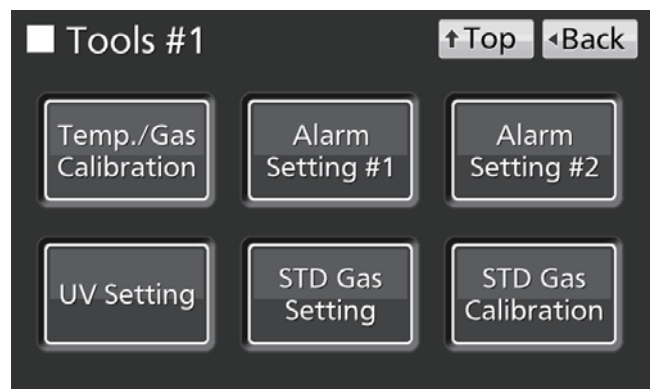 Tools #1
↑Top
◂Back
Temp./Gas
Calibration
Alarm
Setting #1
Alarm
Setting #2
UV Setting
STD Gas
Setting
STD Gas
Calibration